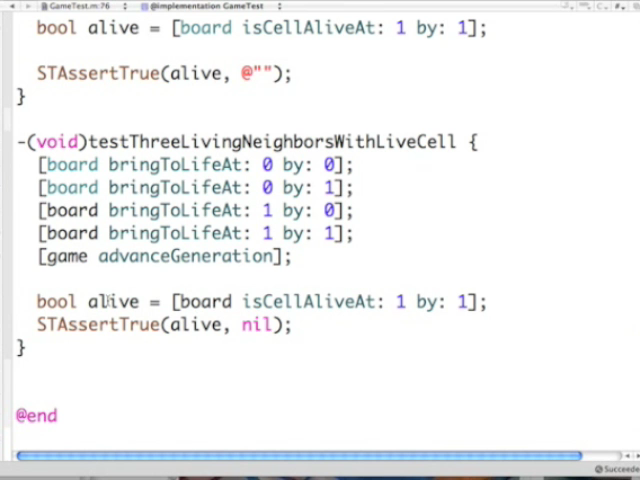 GameTest.m:76 @implementation GameTest
bool alive = [board isCellAliveAt: 1 by: 1];
STAssertTrue(alive, @"");
}
-(void)testThreeLivingNeighborsWithLiveCell {
[board bringToLifeAt: 0 by: 0];
[board bringToLifeAt: 0 by: 1];
[board bringToLifeAt: 1 by: 0];
[board bringToLifeAt: 1 by: 1];
[game advanceGeneration];
bool alive = [board isCellAliveAt: 1 by: 1];
STAssertTrue(alive, nil);
}
@end
Succeede